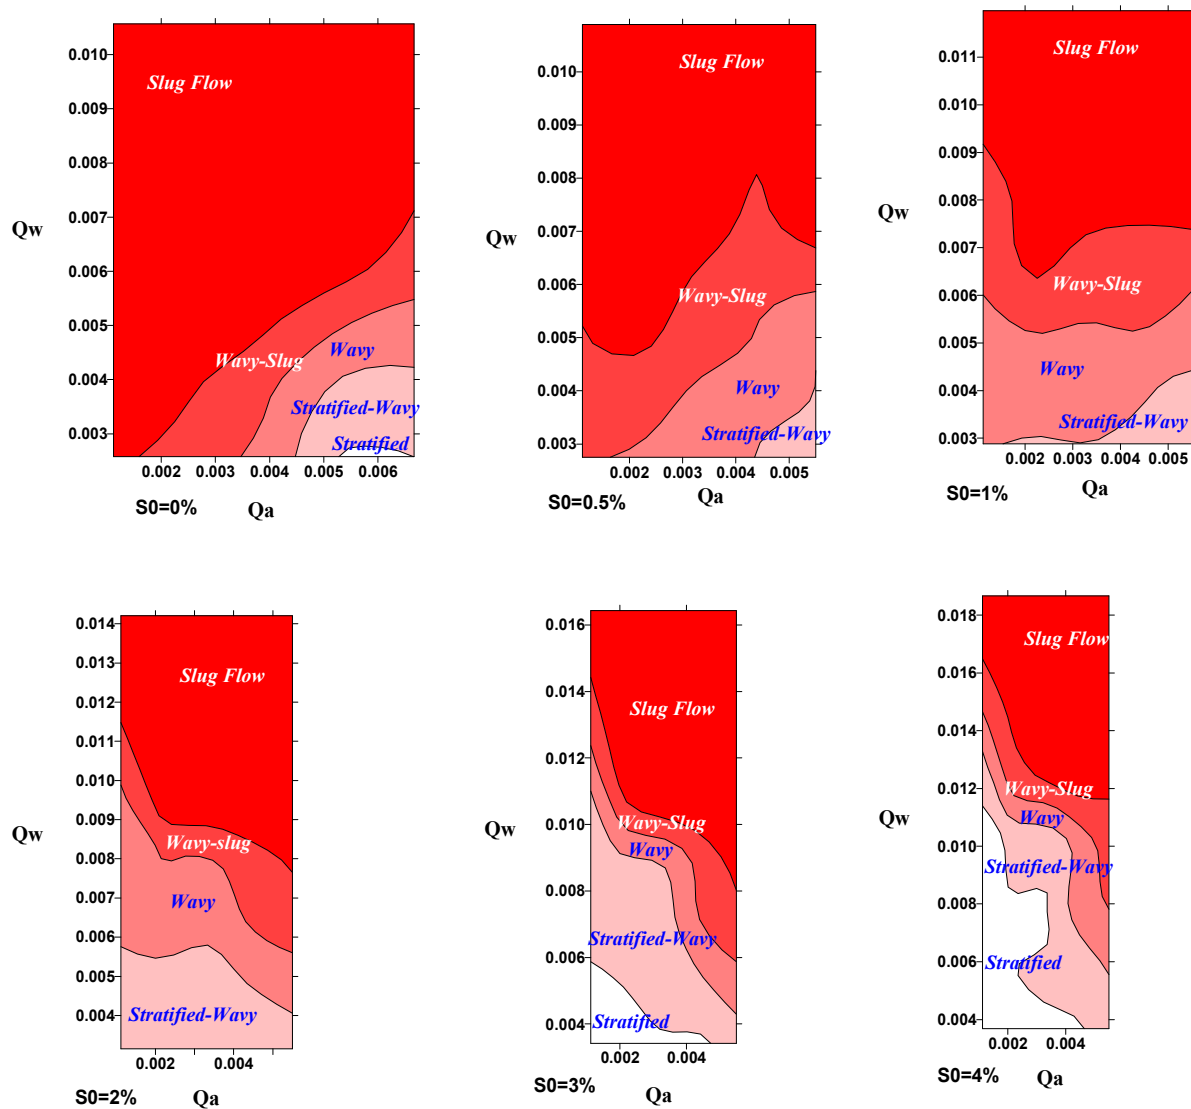 0.010
0.009
0.008
0.007
0.006
0.005
0.004
0.003
Qw
Slug Flow
Wavy-Slug
Wavy
Stratified-Wavy
Stratified
0.002 0.003 0.004 0.005 0.006
S0=0% Qa
0.010
0.009
0.008
0.007
0.006
0.005
0.004
0.003
Qw
Slug Flow
Wavy-Slug
Wavy
Stratified-Wavy
0.002 0.003 0.004 0.005
S0=0.5% Qa
0.011
0.010
0.009
0.008
0.007
0.006
0.005
0.004
0.003
Qw
Slug Flow
Wavy-Slug
Wavy
Stratified-Wavy
0.002 0.003 0.004 0.005
S0=1% Qa
0.014
0.013
0.012
0.011
0.010
0.009
0.008
0.007
0.006
0.005
0.004
Qw
Slug Flow
Wavy-slug
Wavy
Stratified-Wavy
0.002 0.004
S0=2% Qa
0.016
0.014
0.012
0.010
0.008
0.006
0.004
Qw
Slug Flow
Wavy-Slug
Wavy
Stratified-Wavy
Stratified
0.002 0.004
S0=3% Qa
0.018
0.016
0.014
0.012
0.010
0.008
0.006
0.004
Qw
Slug Flow
Wavy-Slug
Wavy
Stratified-Wavy
Stratified
0.002 0.004
S0=4% Qa